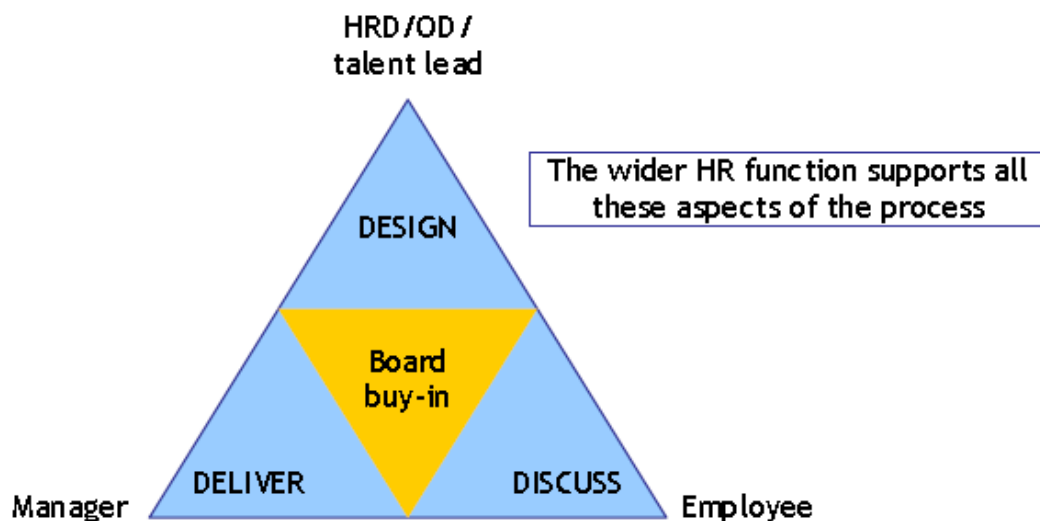 HRD/OD/
talent lead
The wider HR function supports all
these aspects of the process
DESIGN
Board
buy-in
DELIVER
DISCUSS
Manager
Employee